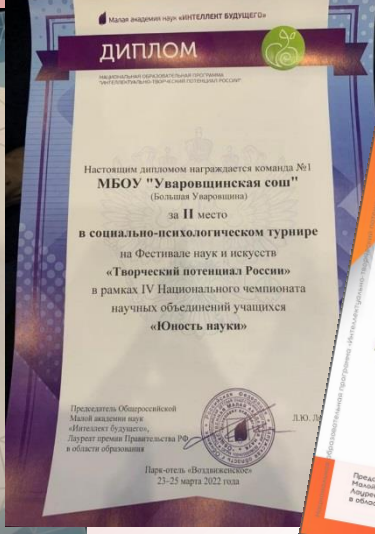 Малая академия наук «ИНТЕЛЛЕКТ БУДУЩЕГО»
ДИПЛОМ
НАЦИОНАЛЬНАЯ ОБРАЗОВАТЕЛЬНАЯ ПРОГРАММА
"ИНТЕЛЛЕКТУАЛЬНО-ТВОРЧЕСКИЙ ПОТЕНЦИАЛ РОССИИ"
Настоящим дипломом награждается команда №1
МБОУ "Уваровщинская сош"
(Большая Уваровщина)
за II место
в социально-психологическом турнире
на Фестивале наук и искусств
«Творческий потенциал России»
в рамках IV Национального чемпионата
научных объединений учащихся
«Юность науки»
Председатель Общероссийской
Малой академии наук
«Интеллект будущего»,
Лауреат премии Правительства РФ
в области образования
Л.Ю.
Парк-отель «Воздвиженское»
23–25 марта 2022 года